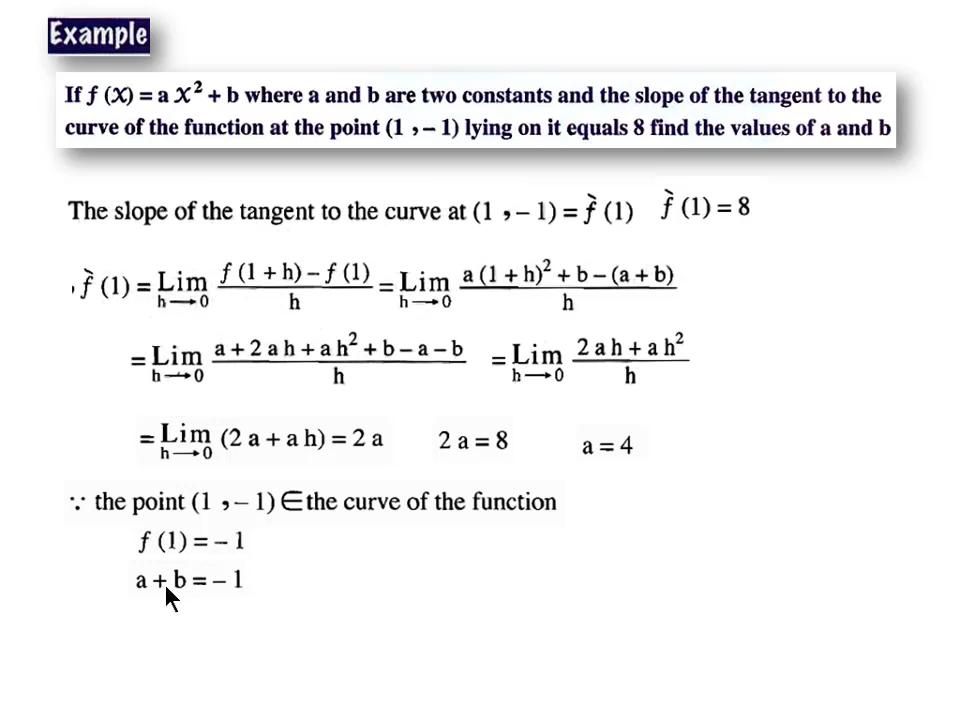 Example
If f (X) = a X² + b where a and b are two constants and the slope of the tangent to the
curve of the function at the point (1 , – 1) lying on it equals 8 find the values of a and b
The slope of the tangent to the curve at (1 , – 1) = f̀ (1) f̀ (1) = 8
, f̀ (1) = Lim h→0 f (1 + h) – f (1) / h = Lim h→0 a (1 + h)² + b – (a + b) / h
= Lim h→0 a + 2 a h + a h² + b – a – b / h = Lim h→0 2 a h + a h² / h
= Lim h→0 (2 a + a h) = 2 a 2 a = 8 a = 4
∵ the point (1 , – 1) ∈ the curve of the function
f (1) = – 1
a + b = – 1